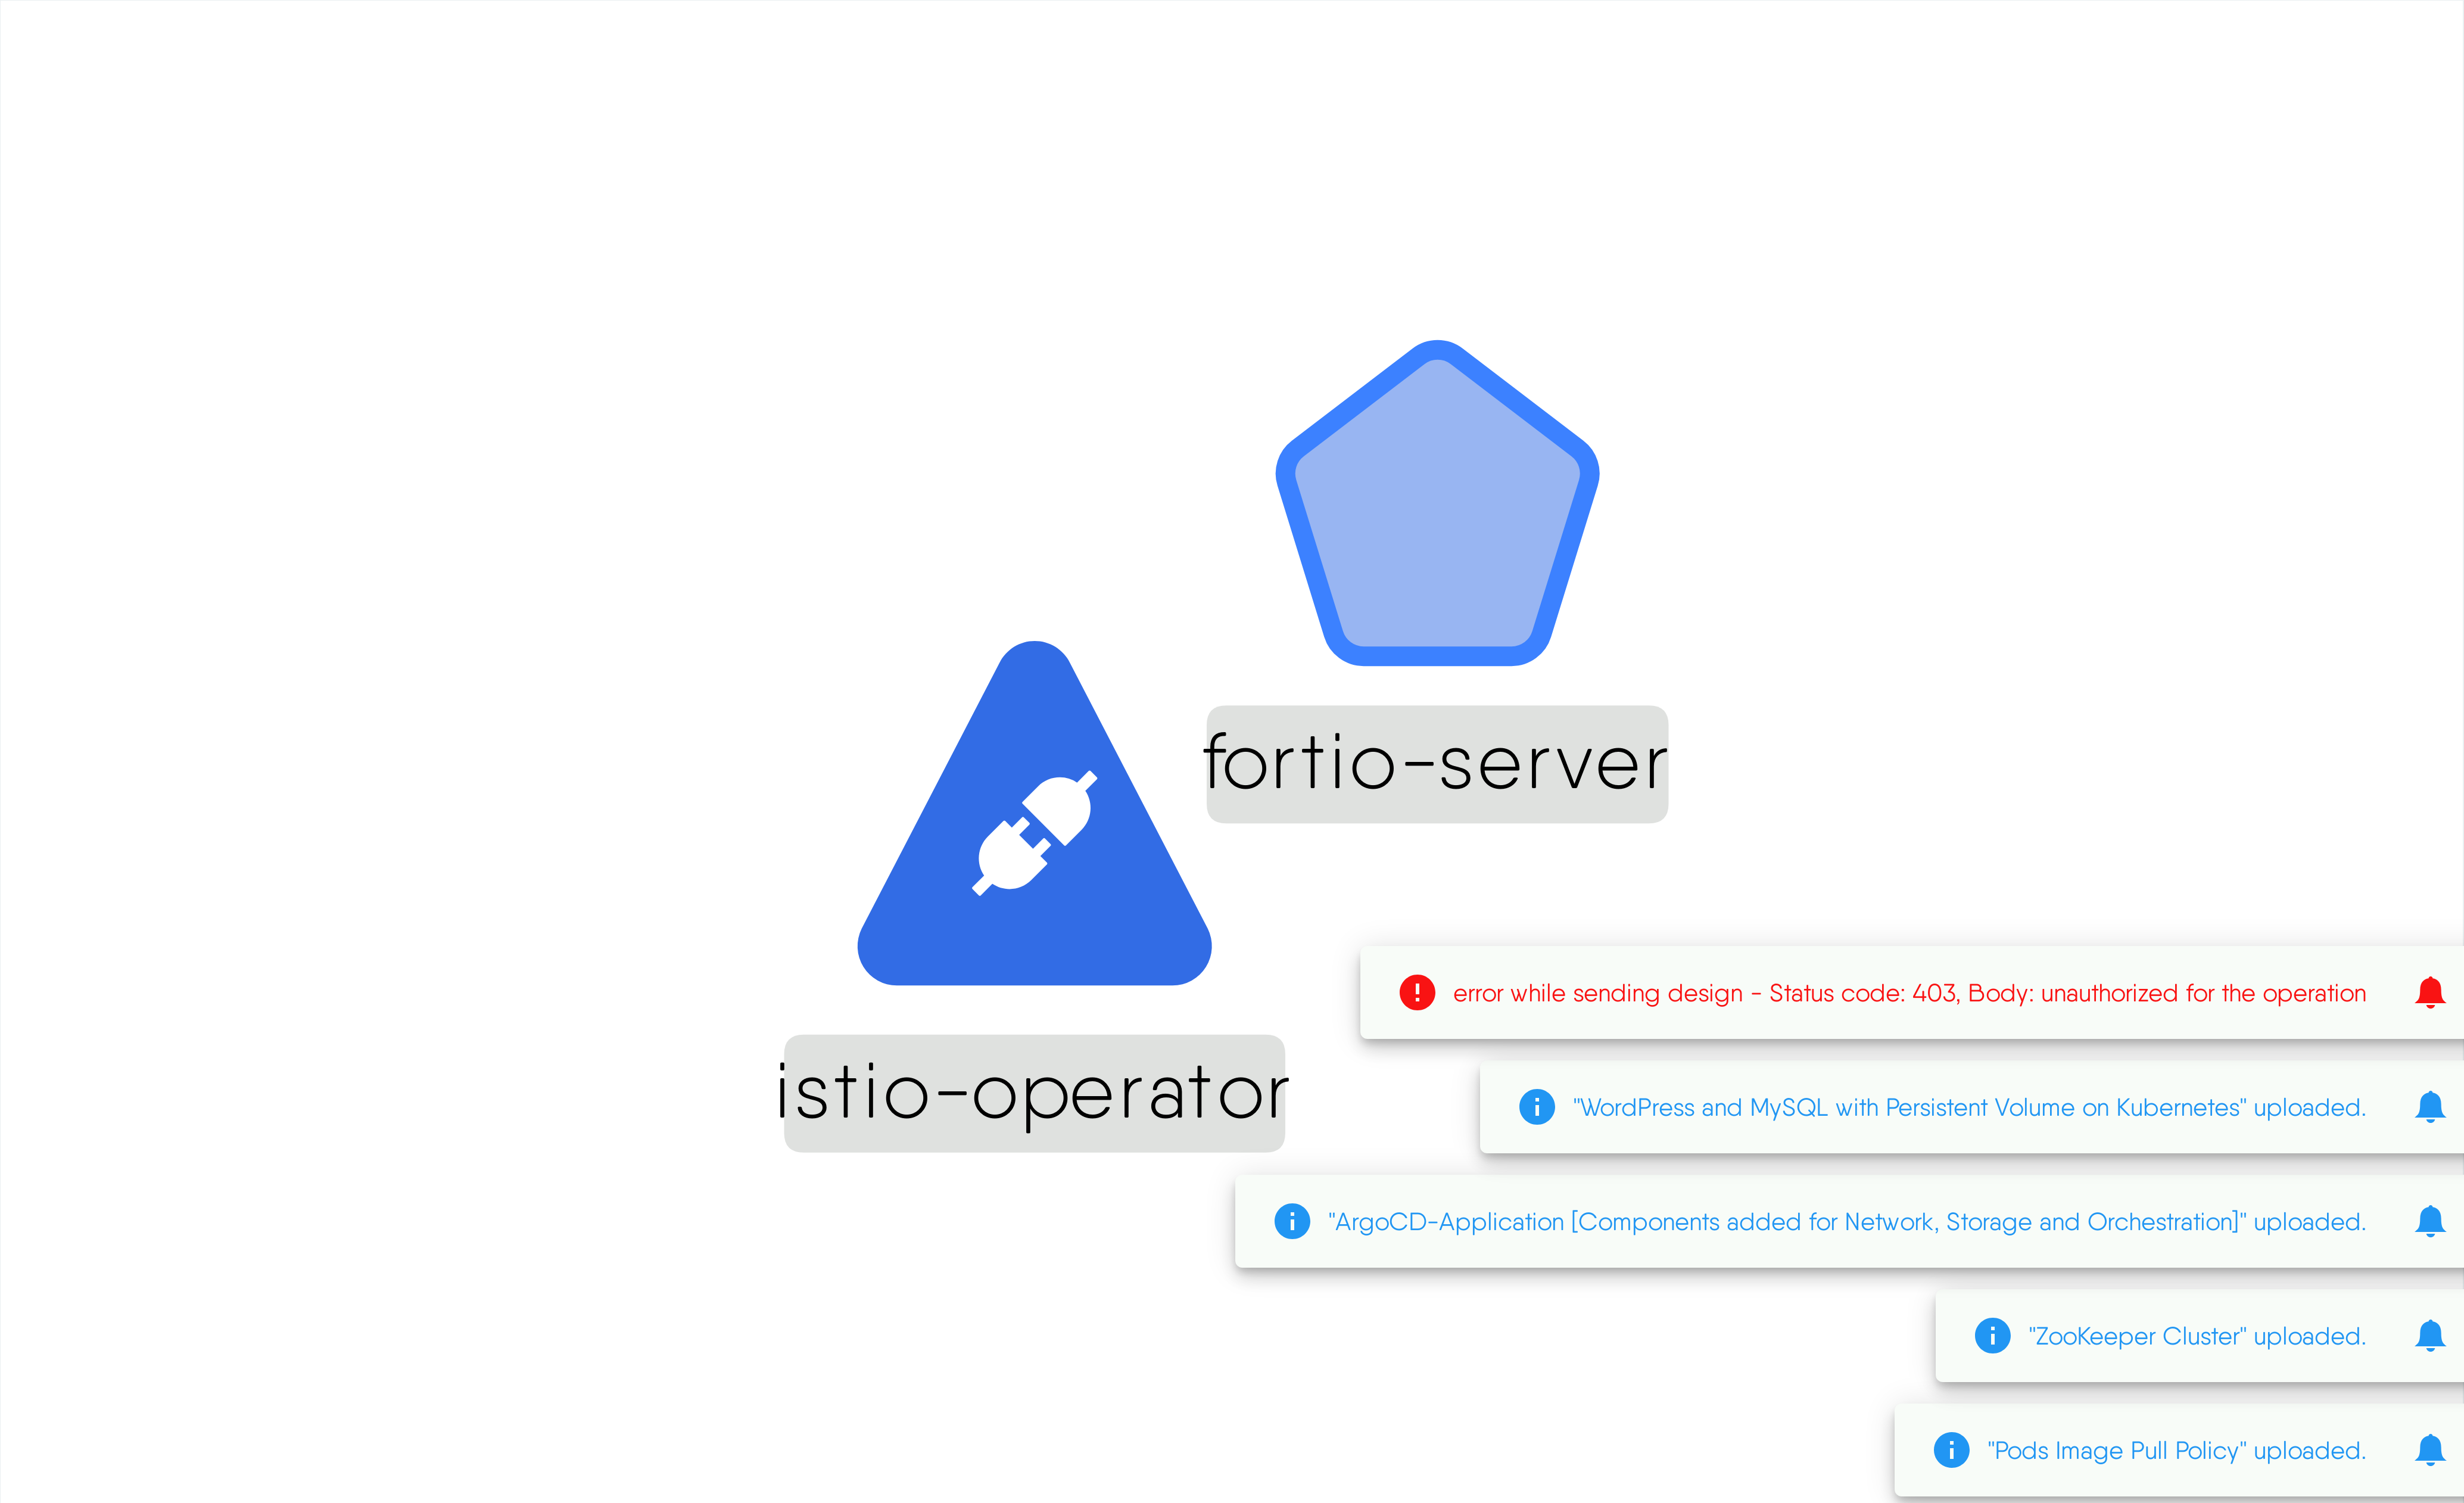 fortio-server
istio-operator
error while sending design - Status code: 403, Body: unauthorized for the operation
"WordPress and MySQL with Persistent Volume on Kubernetes" uploaded.
"ArgoCD-Application [Components added for Network, Storage and Orchestration]" uploaded.
"ZooKeeper Cluster" uploaded.
"Pods Image Pull Policy" uploaded.